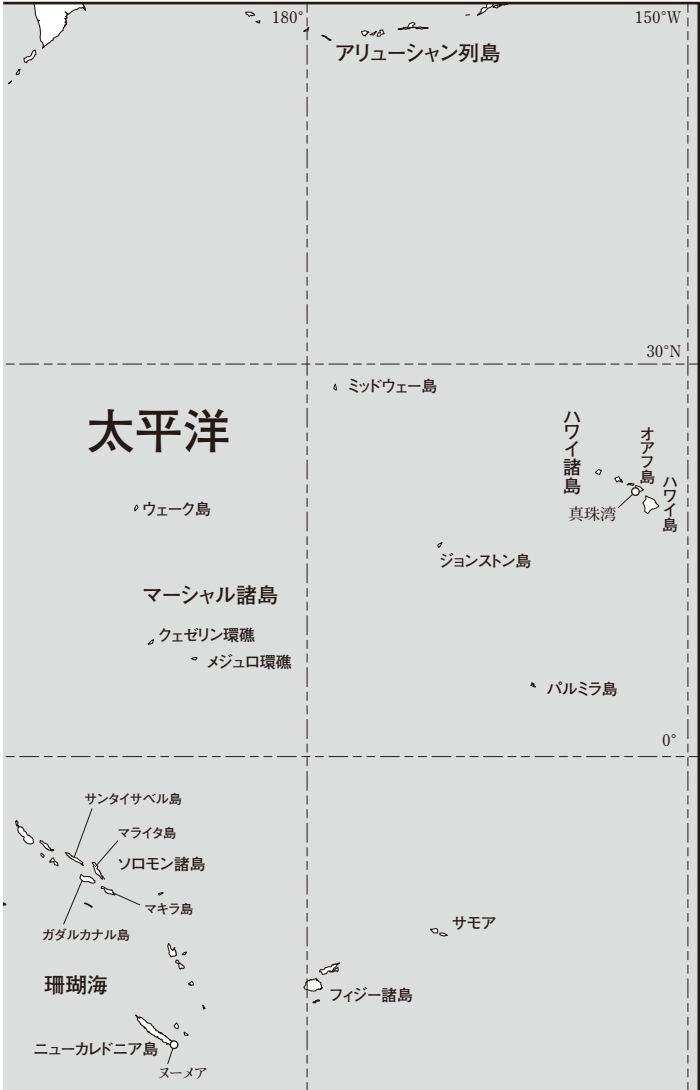 180°
150°W
アリューシャン列島
30°N
ミッドウェー島
太平洋
ハワイ諸島
オアフ島
ハワイ島
真珠湾
ウェーク島
ジョンストン島
マーシャル諸島
クェゼリン環礁
メジュロ環礁
パルミラ島
0°
サンタイサベル島
マライタ島
ソロモン諸島
マキラ島
ガダルカナル島
サモア
珊瑚海
フィジー諸島
ニューカレドニア島
ヌーメア